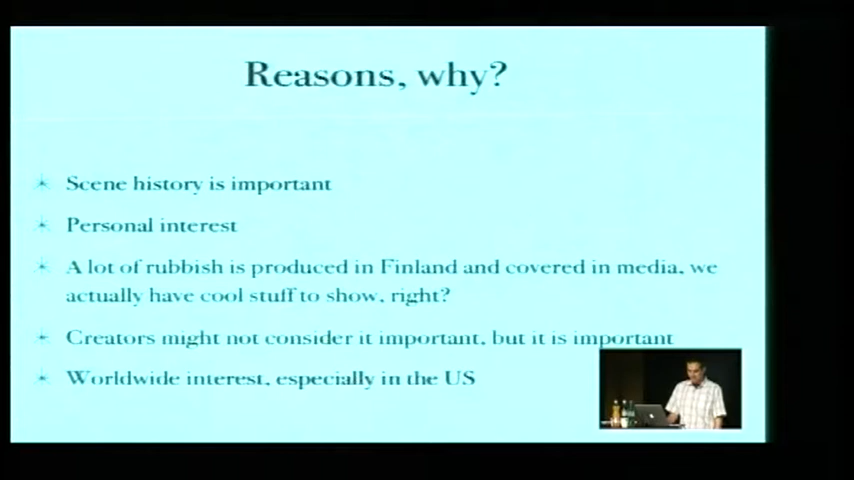 Reasons, why?
Scene history is important
Personal interest
A lot of rubbish is produced in Finland and covered in media, we
actually have cool stuff to show, right?
Creators might not consider it important, but it is important
Worldwide interest, especially in the US